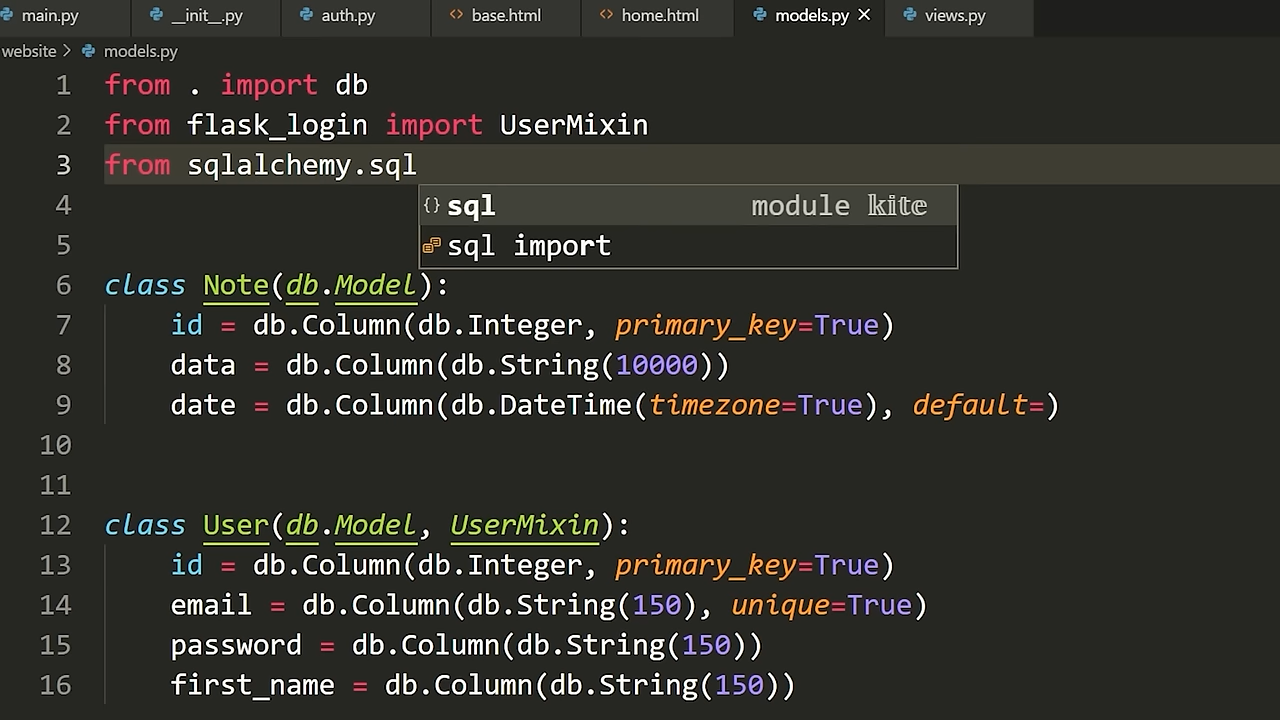 main.py __init__.py auth.py base.html home.html models.py × views.py
website > models.py
1 from . import db
2 from flask_login import UserMixin
3 from sqlalchemy.sql
4 {} sql module kite
5 sql import
6 class Note(db.Model):
7 id = db.Column(db.Integer, primary_key=True)
8 data = db.Column(db.String(10000))
9 date = db.Column(db.DateTime(timezone=True), default=)
10
11
12 class User(db.Model, UserMixin):
13 id = db.Column(db.Integer, primary_key=True)
14 email = db.Column(db.String(150), unique=True)
15 password = db.Column(db.String(150))
16 first_name = db.Column(db.String(150))